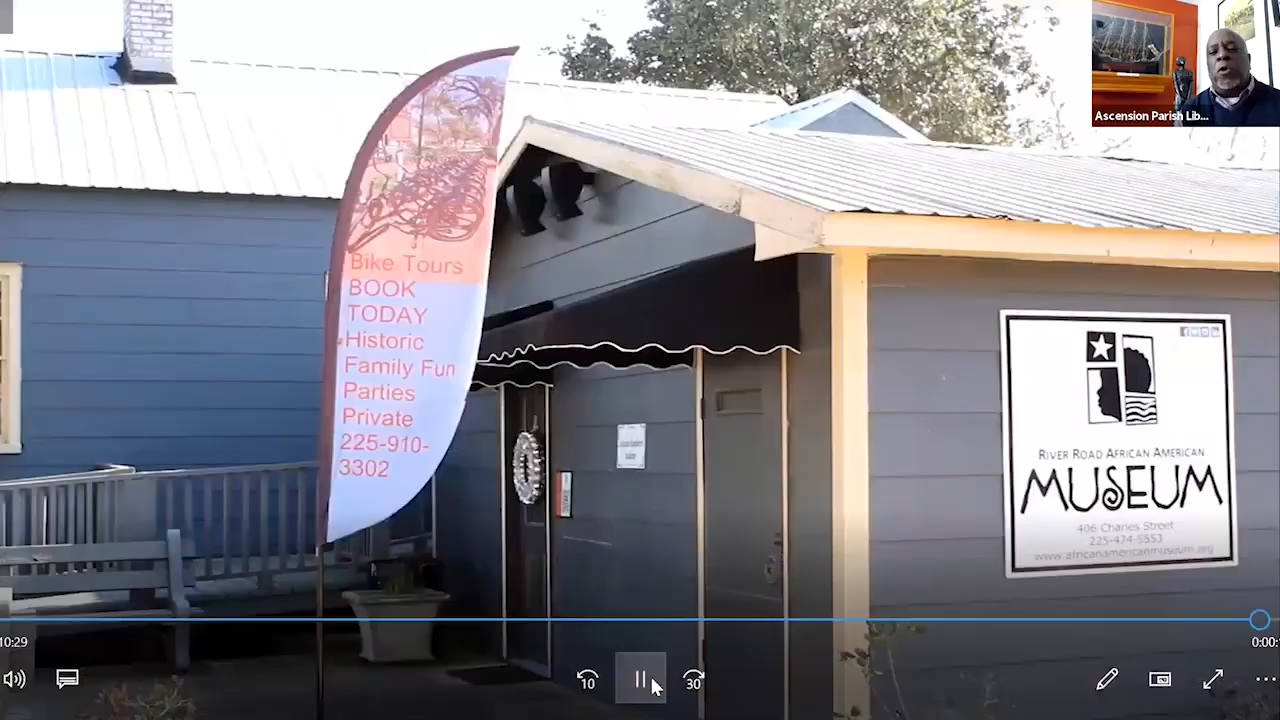 Ascension Parish Lib...
Bike Tours
BOOK
TODAY
Historic
Family Fun
Parties
Private
225-910-
3302
RIVER ROAD AFRICAN AMERICAN
MUSEUM
406 Charles Street
225-474-5553
www.africanamericanmuseum.org
10:29
0:00:
10
30